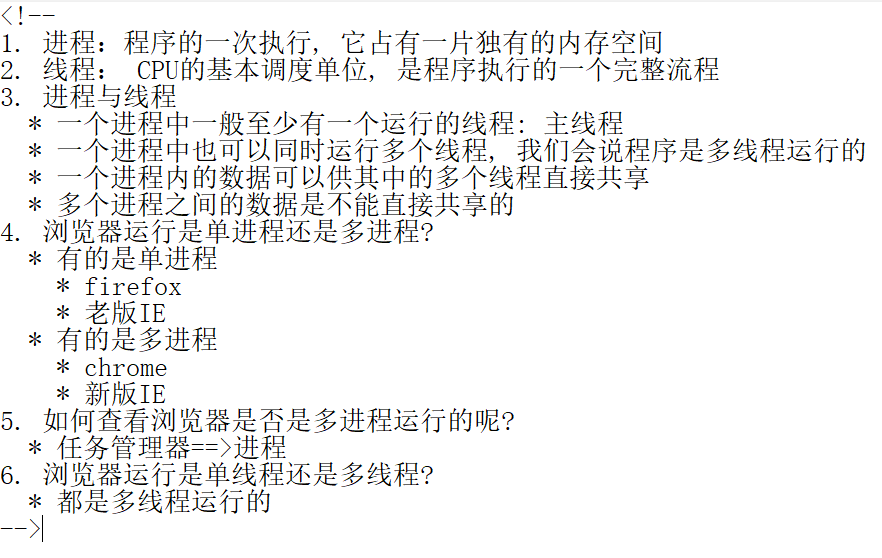 <!--
1. 进程：程序的一次执行, 它占有一片独有的内存空间
2. 线程： CPU的基本调度单位, 是程序执行的一个完整流程
3. 进程与线程
  * 一个进程中一般至少有一个运行的线程: 主线程
  * 一个进程中也可以同时运行多个线程, 我们会说程序是多线程运行的
  * 一个进程内的数据可以供其中的多个线程直接共享
  * 多个进程之间的数据是不能直接共享的
4. 浏览器运行是单进程还是多进程?
  * 有的是单进程
    * firefox
    * 老版IE
  * 有的是多进程
    * chrome
    * 新版IE
5. 如何查看浏览器是否是多进程运行的呢?
  * 任务管理器==>进程
6. 浏览器运行是单线程还是多线程?
  * 都是多线程运行的
-->